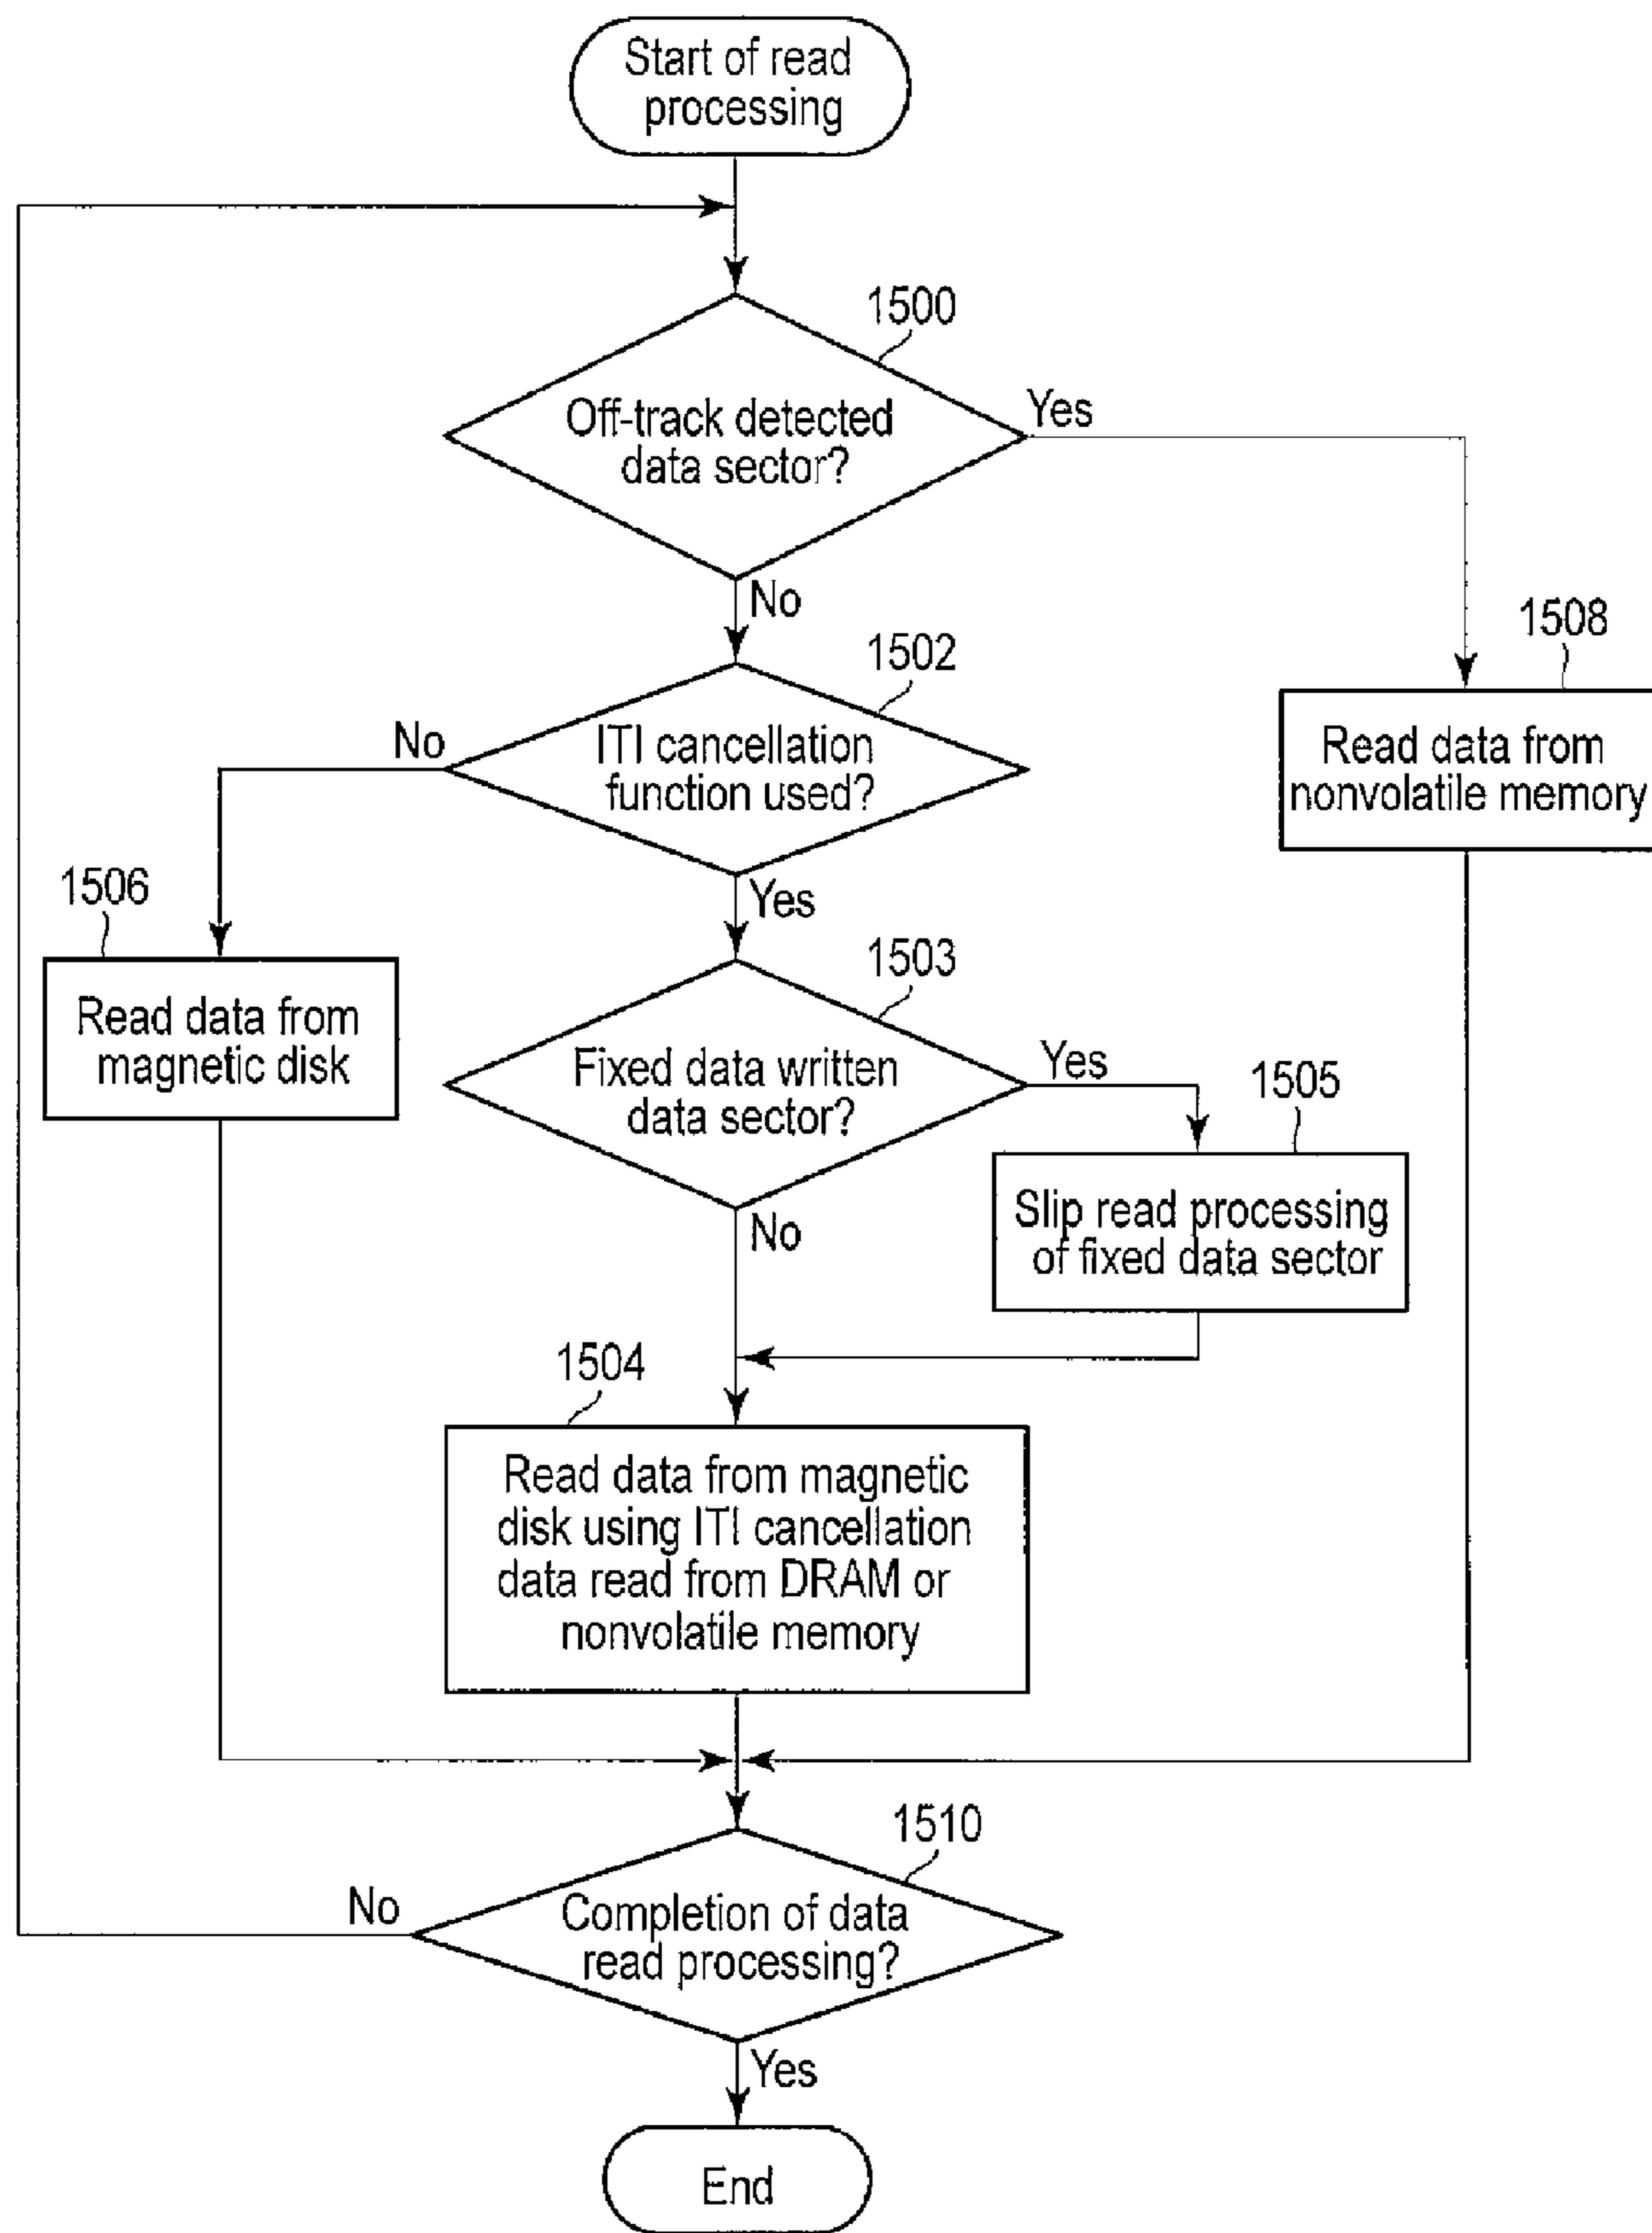 Start of read
processing
1500
Off-track detected
data sector?
Yes
No
1508
Read data from
nonvolatile memory
1502
ITI cancellation
function used?
No
Yes
1506
Read data from
magnetic disk
1503
Fixed data written
data sector?
Yes
No
1505
Slip read processing
of fixed data sector
1504
Read data from magnetic
disk using ITI cancellation
data read from DRAM or
nonvolatile memory
1510
Completion of data
read processing?
No
Yes
End